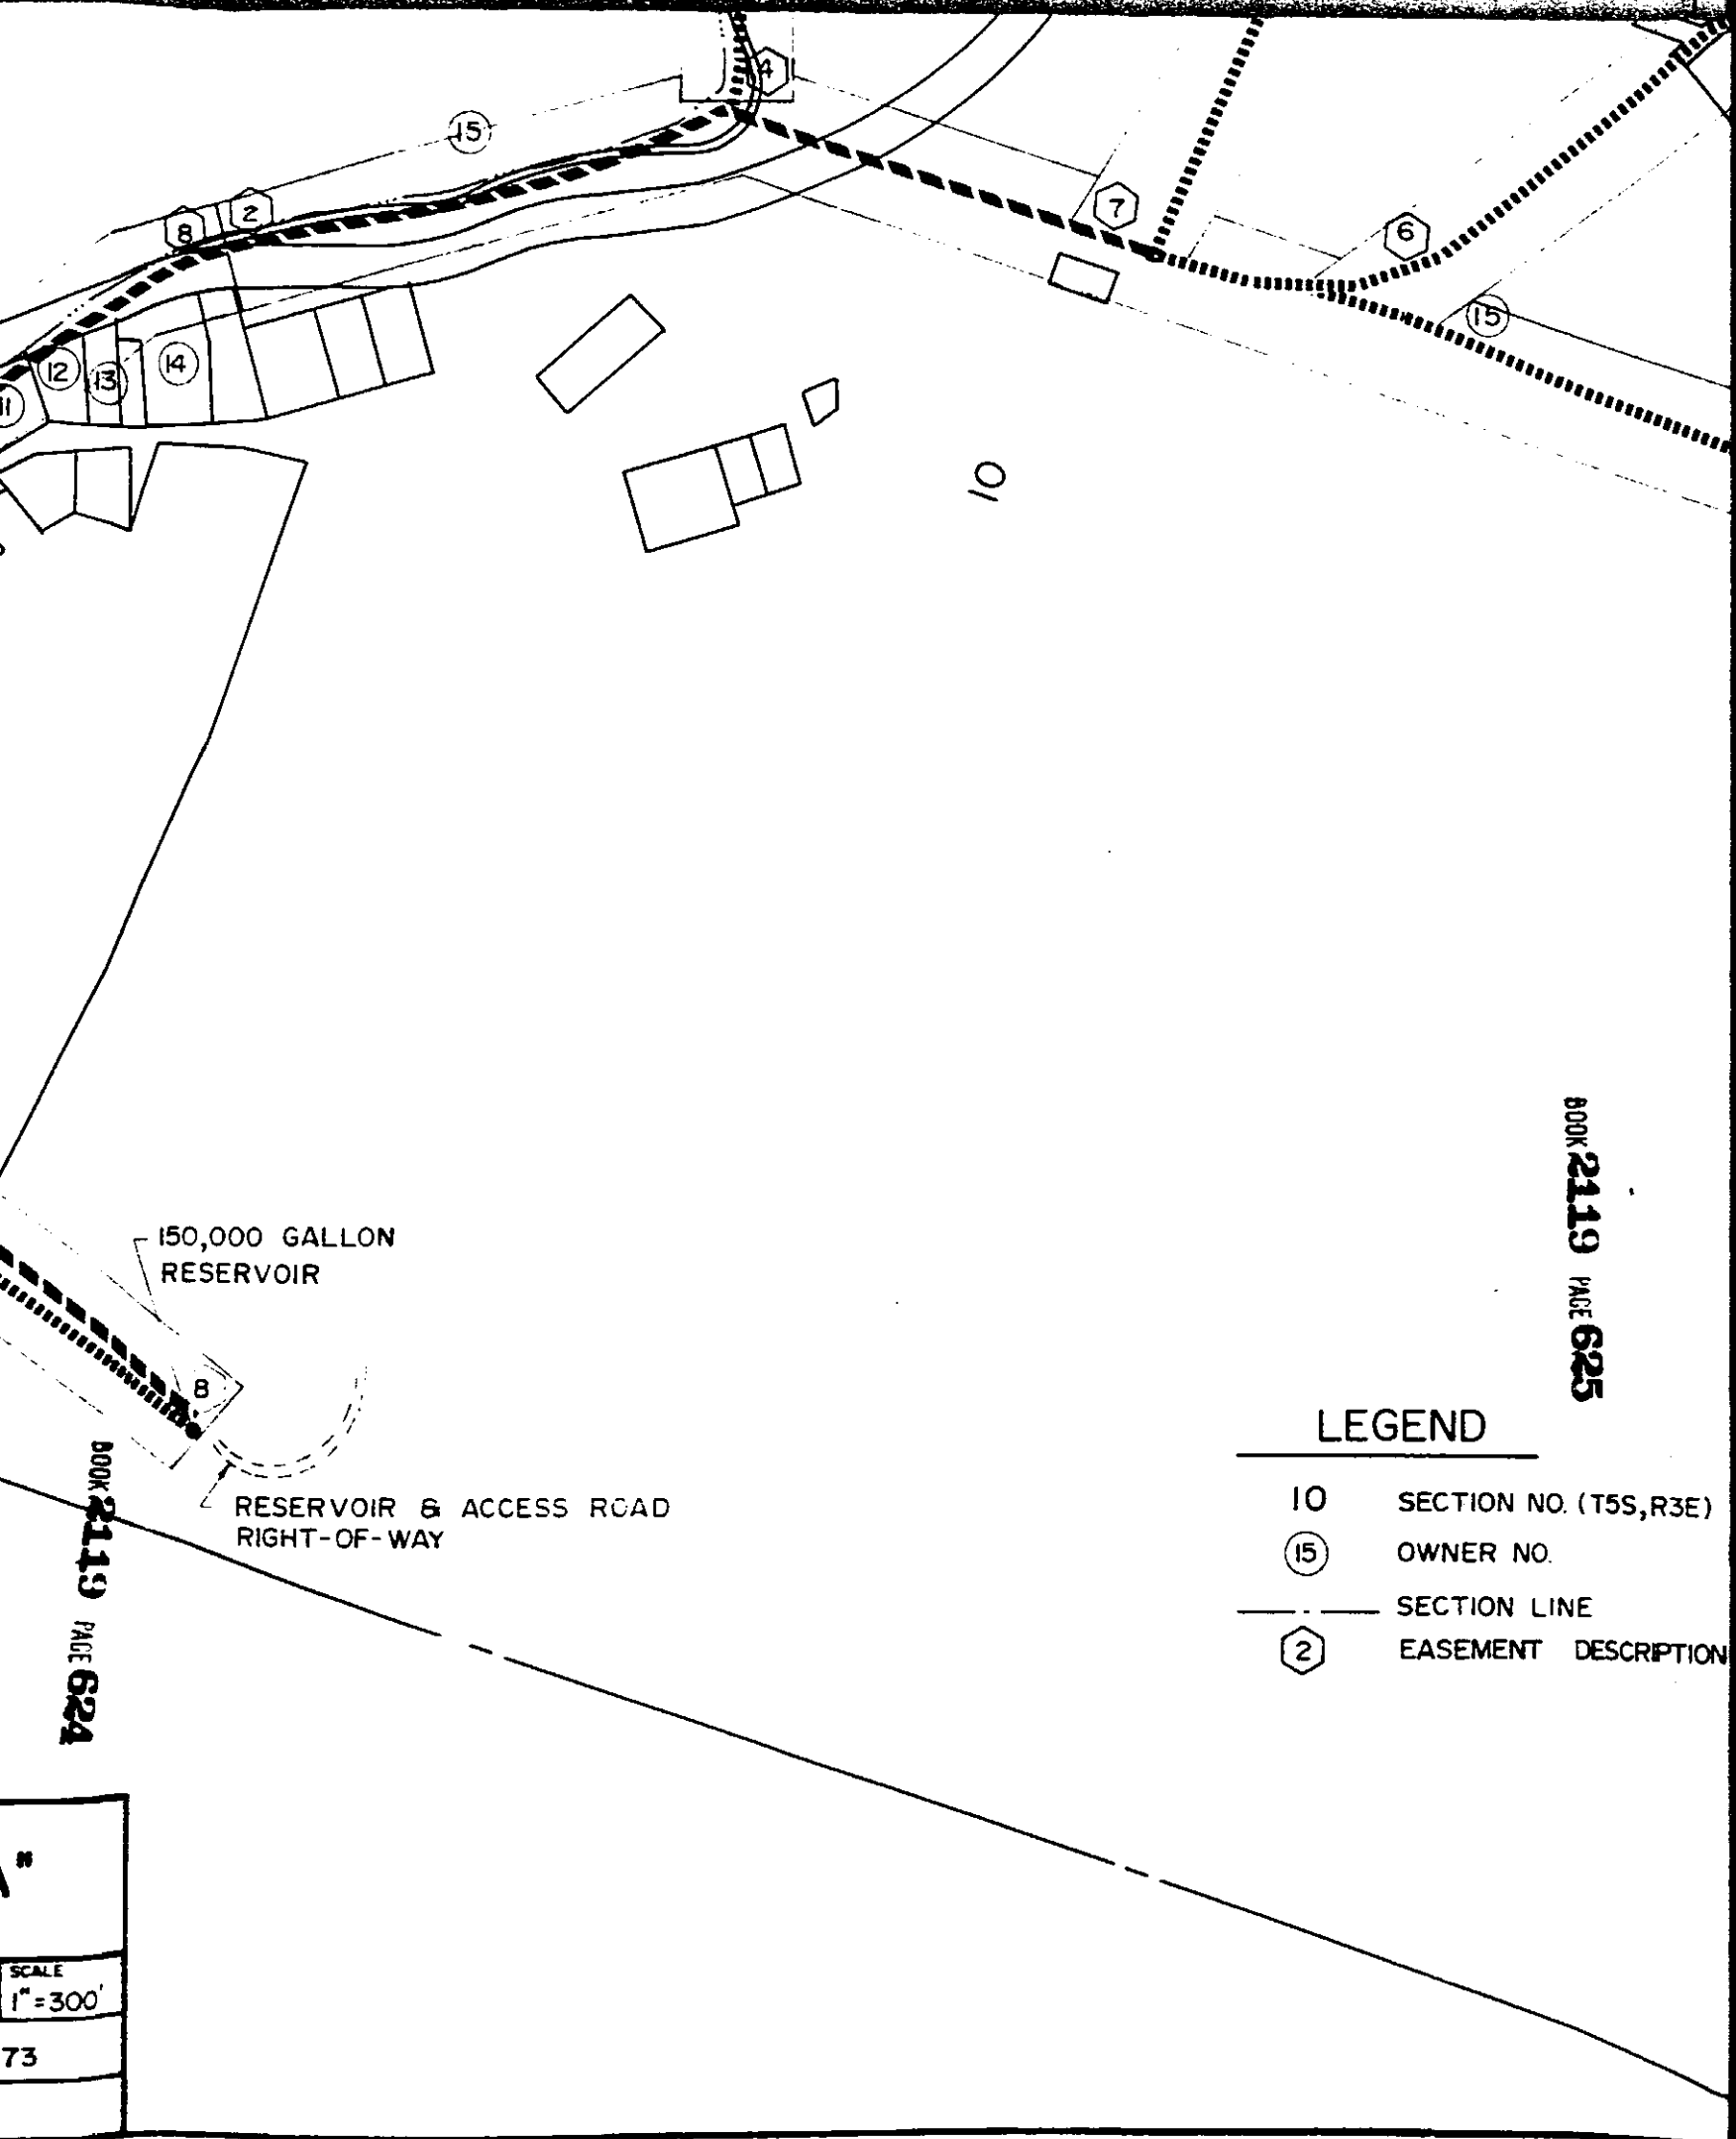 4
15
2
8
7
6
15
12
13
14
11
10
150,000 GALLON
RESERVOIR
8
RESERVOIR & ACCESS ROAD
RIGHT-OF-WAY
BOOK 2119 PAGE 625
BOOK 2119 PAGE 624
LEGEND
10 SECTION NO. (T5S,R3E)
15 OWNER NO.
SECTION LINE
2 EASEMENT DESCRIPTION
A"
SCALE
1"=300'
73